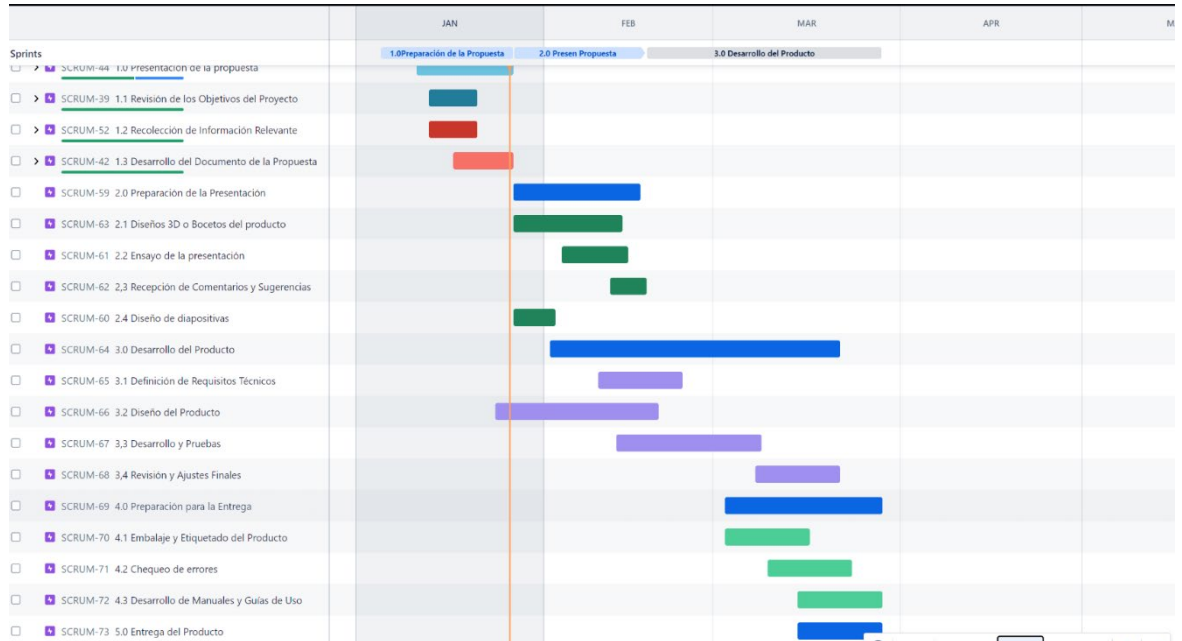 JAN FEB MAR APR M
Sprints 1.0Preparación de la Propuesta 2.0 Presen Propuesta 3.0 Desarrollo del Producto
SCRUM-44 1.0 Presentación de la propuesta
SCRUM-39 1.1 Revisión de los Objetivos del Proyecto
SCRUM-52 1.2 Recolección de Información Relevante
SCRUM-42 1.3 Desarrollo del Documento de la Propuesta
SCRUM-59 2.0 Preparación de la Presentación
SCRUM-63 2.1 Diseños 3D o Bocetos del producto
SCRUM-61 2.2 Ensayo de la presentación
SCRUM-62 2,3 Recepción de Comentarios y Sugerencias
SCRUM-60 2.4 Diseño de diapositivas
SCRUM-64 3.0 Desarrollo del Producto
SCRUM-65 3.1 Definición de Requisitos Técnicos
SCRUM-66 3.2 Diseño del Producto
SCRUM-67 3,3 Desarrollo y Pruebas
SCRUM-68 3,4 Revisión y Ajustes Finales
SCRUM-69 4.0 Preparación para la Entrega
SCRUM-70 4.1 Embalaje y Etiquetado del Producto
SCRUM-71 4.2 Chequeo de errores
SCRUM-72 4.3 Desarrollo de Manuales y Guías de Uso
SCRUM-73 5.0 Entrega del Producto